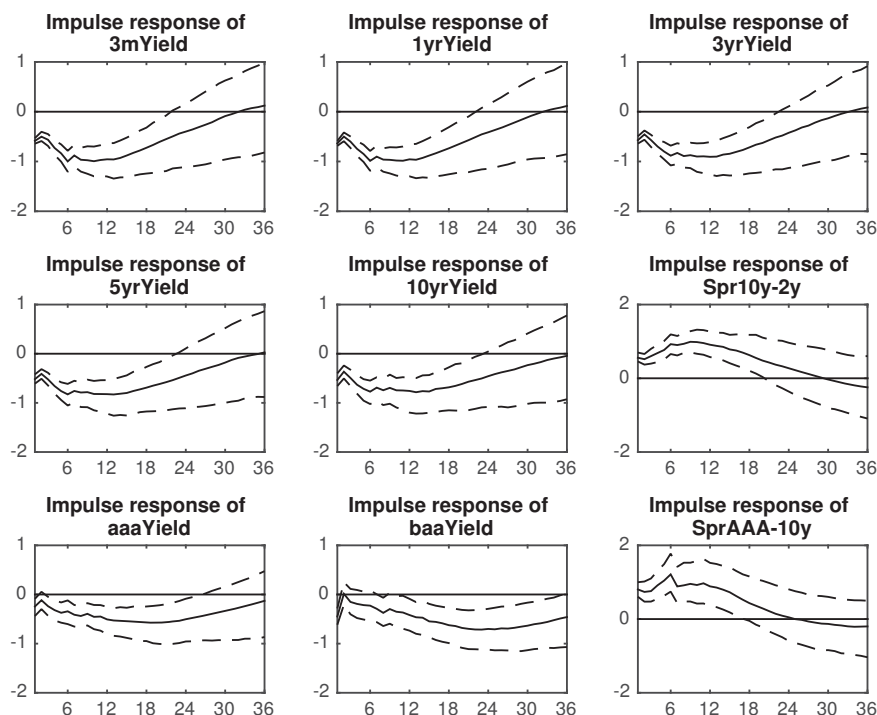 Impulse response of
3mYield
1
0
-1
-2
6 12 18 24 30 36
Impulse response of
1yrYield
1
0
-1
-2
6 12 18 24 30 36
Impulse response of
3yrYield
1
0
-1
-2
6 12 18 24 30 36
Impulse response of
5yrYield
1
0
-1
-2
6 12 18 24 30 36
Impulse response of
10yrYield
1
0
-1
-2
6 12 18 24 30 36
Impulse response of
Spr10y-2y
2
0
-2
6 12 18 24 30 36
Impulse response of
aaaYield
1
0
-1
-2
6 12 18 24 30 36
Impulse response of
baaYield
1
0
-1
-2
6 12 18 24 30 36
Impulse response of
SprAAA-10y
2
0
-2
6 12 18 24 30 36